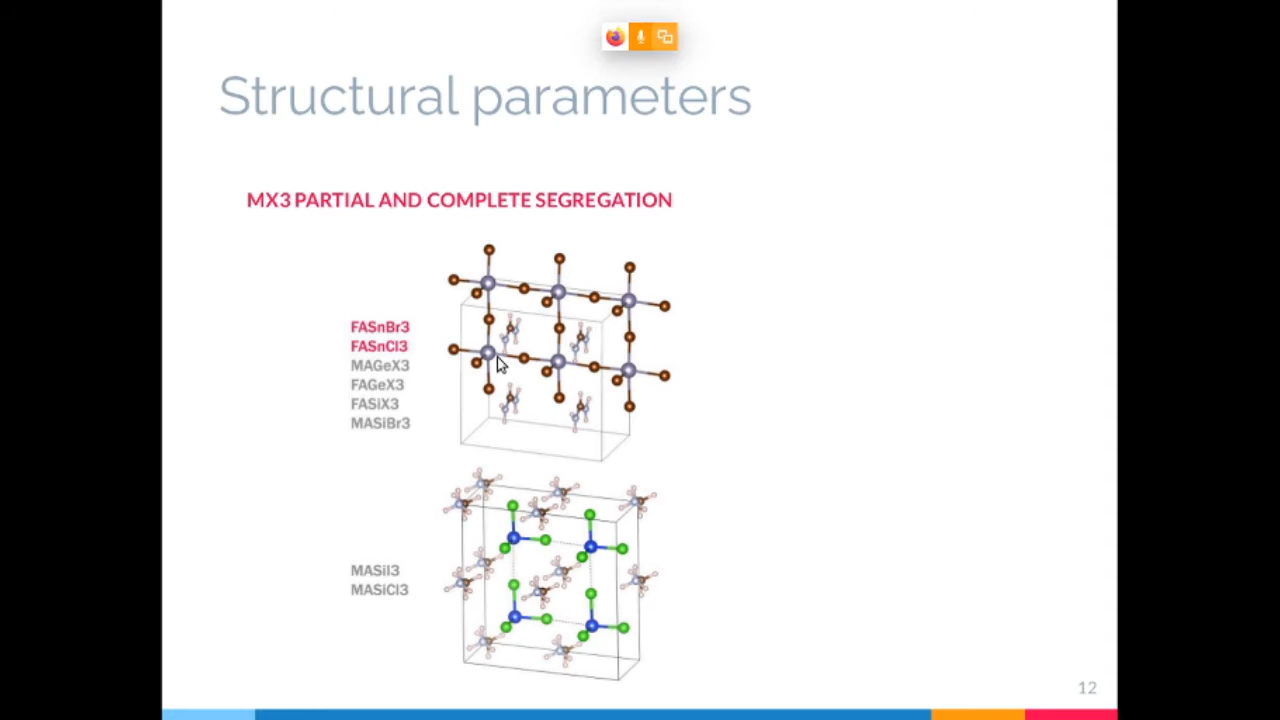 Structural parameters
MX3 PARTIAL AND COMPLETE SEGREGATION
FASnBr3
FASnCl3
MAGeX3
FAGeX3
FASiX3
MASiBr3
MASiI3
MASiCl3
12